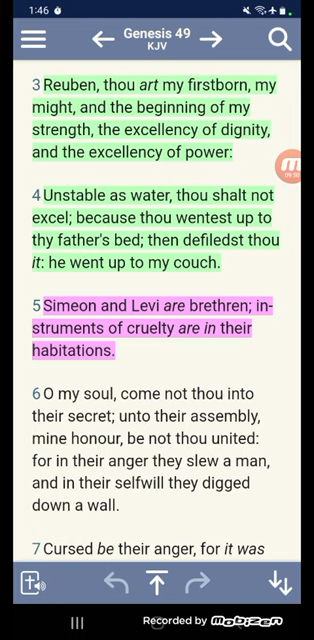 1:46
Genesis 49
KJV
3 Reuben, thou art my firstborn, my
might, and the beginning of my
strength, the excellency of dignity,
and the excellency of power:
09:50
4 Unstable as water, thou shalt not
excel; because thou wentest up to
thy father's bed; then defiledst thou
it: he went up to my couch.
5 Simeon and Levi are brethren; in-
struments of cruelty are in their
habitations.
6 O my soul, come not thou into
their secret; unto their assembly,
mine honour, be not thou united:
for in their anger they slew a man,
and in their selfwill they digged
down a wall.
7 Cursed be their anger, for it was
Recorded by mobizen